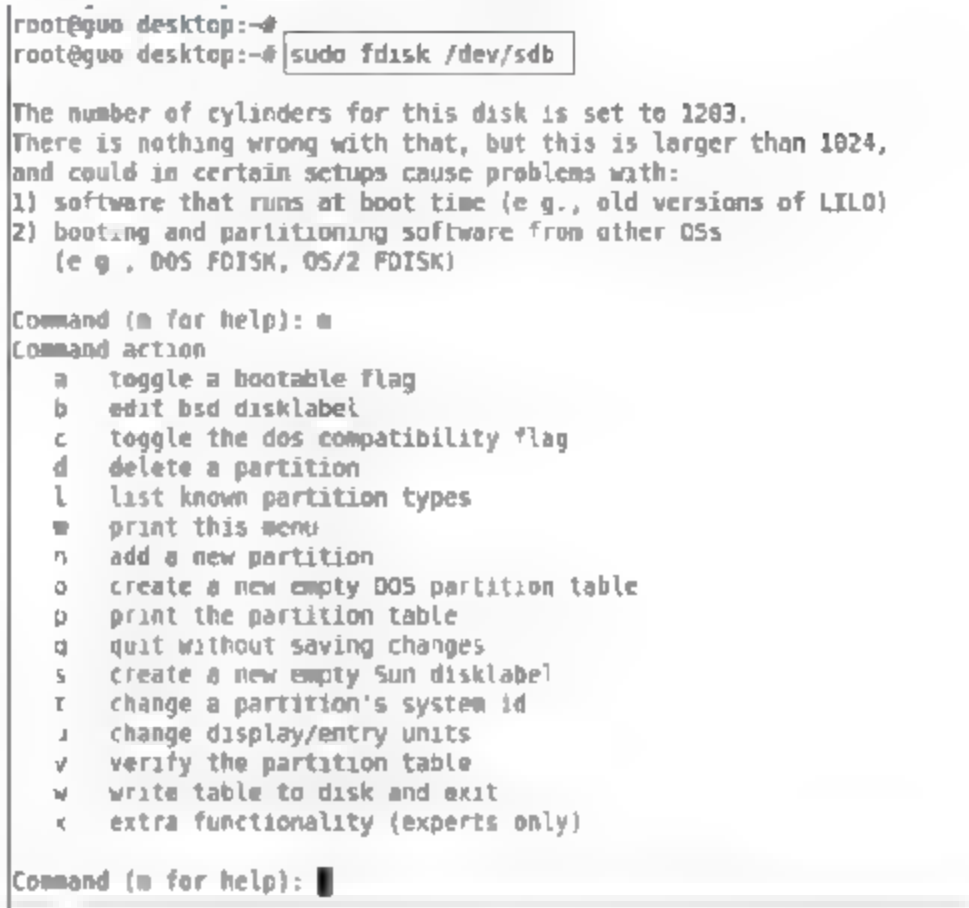 root@guo desktop:~#
root@guo desktop:~# sudo fdisk /dev/sdb
The number of cylinders for this disk is set to 1203.
There is nothing wrong with that, but this is larger than 1024,
and could in certain setups cause problems with:
1) software that runs at boot time (e g., old versions of LILO)
2) booting and partitioning software from other OSs
(e g , DOS FDISK, OS/2 FDISK)
Command (m for help): m
Command action
a toggle a bootable flag
b edit bsd disklabel
c toggle the dos compatibility flag
d delete a partition
l list known partition types
m print this menu
n add a new partition
o create a new empty DOS partition table
p print the partition table
q quit without saving changes
s create a new empty Sun disklabel
t change a partition's system id
u change display/entry units
v verify the partition table
w write table to disk and exit
x extra functionality (experts only)
Command (m for help):